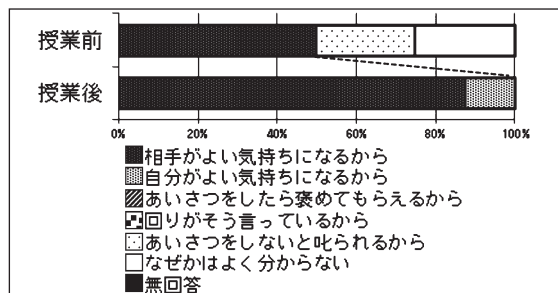 授業前
授業後
0% 20% 40% 60% 80% 100%
相手がよい気持ちになるから
自分がよい気持ちになるから
あいさつをしたら褒めてもらえるから
回りがそう言っているから
あいさつをしないと叱られるから
なぜかはよく分からない
無回答